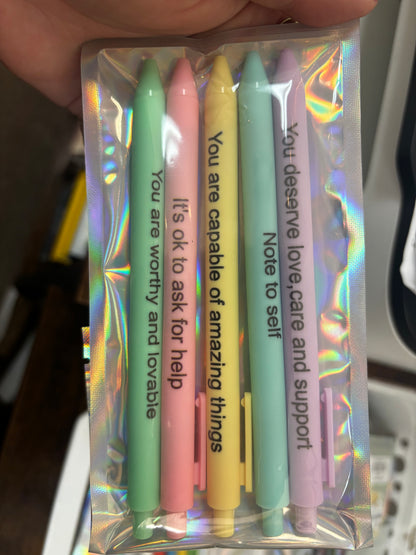 You are worthy and lovable
It's ok to ask for help
You are capable of amazing things
Note to self
You deserve love,care and support